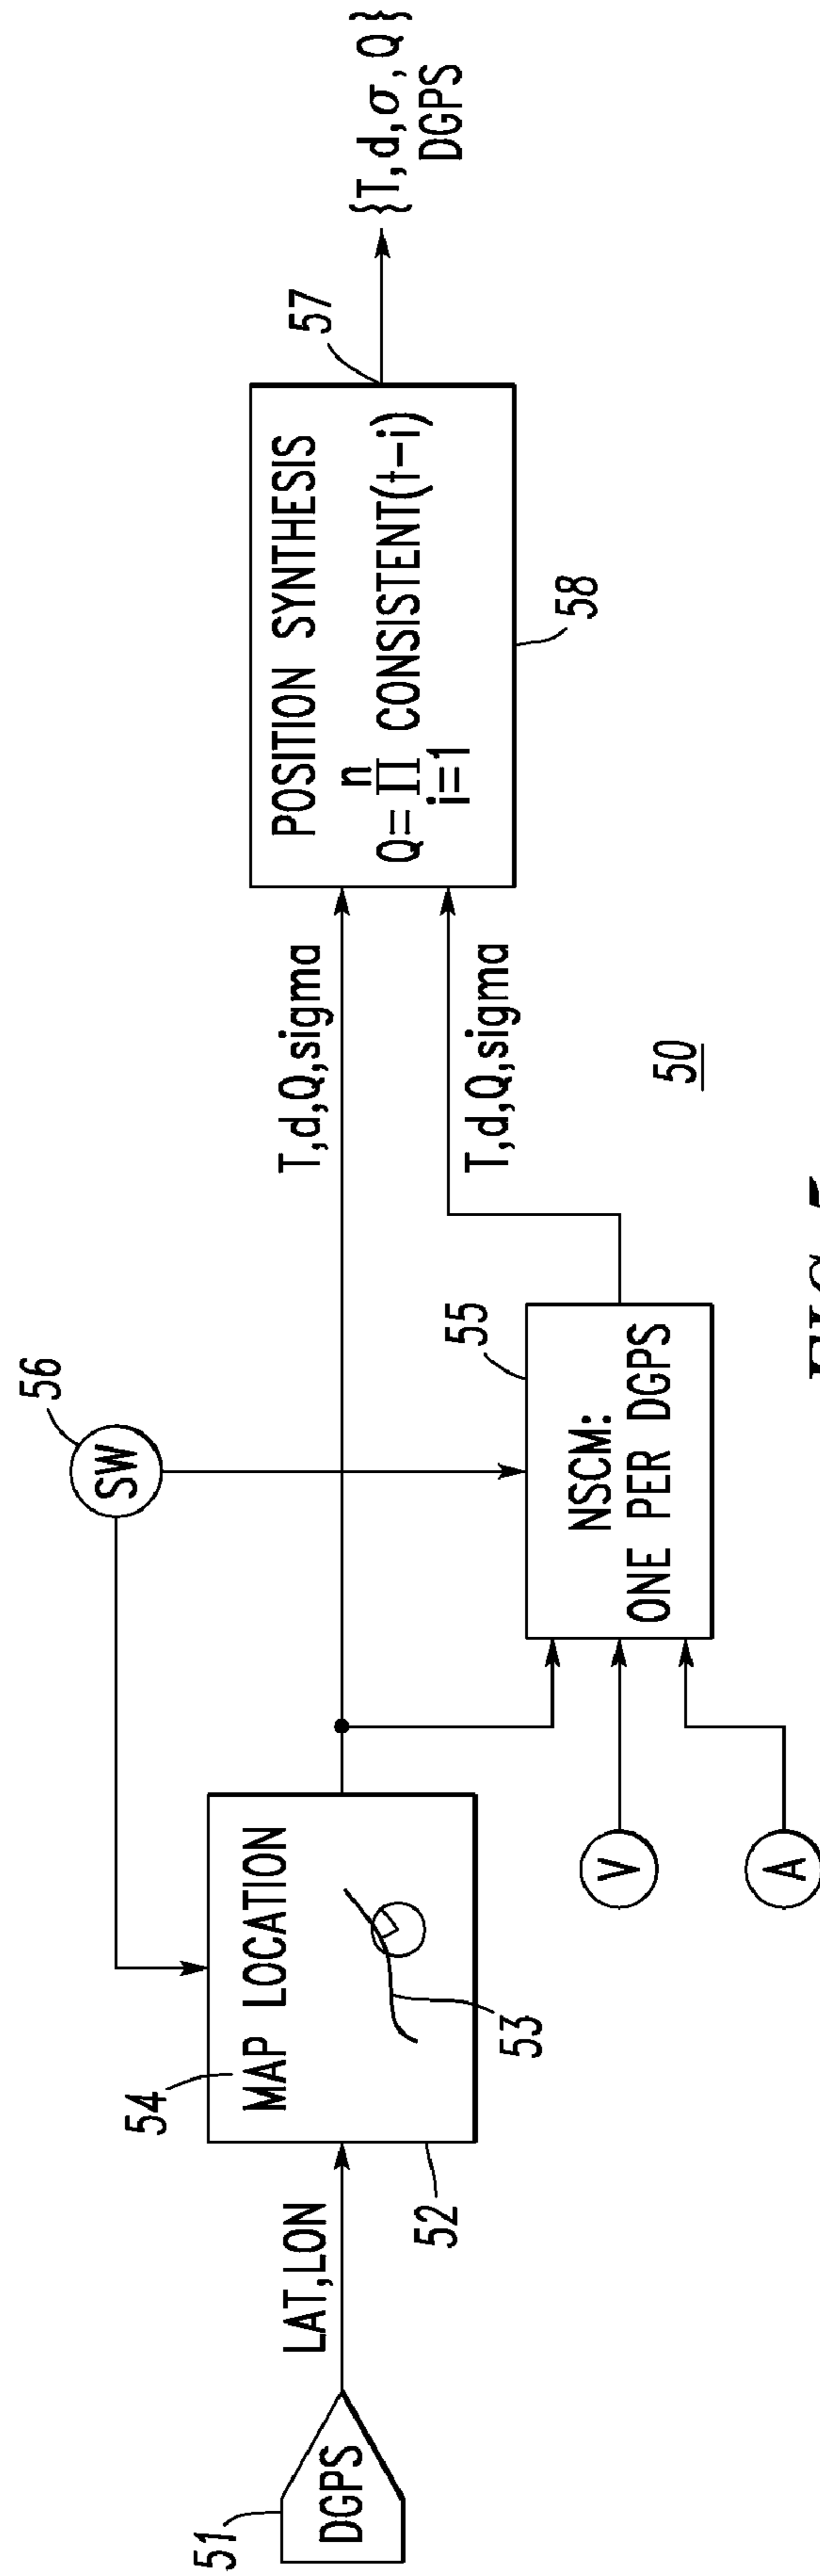 51
DGPS
LAT,LON
52
54
MAP LOCATION
53
56
SW
V
A
55
NSCM:
ONE PER DGPS
T,d,Q,sigma
T,d,Q,sigma
50
POSITION SYNTHESIS
n
Q=∏ CONSISTENT(t-i)
i=1
58
57
{T,d,σ,Q}
DGPS